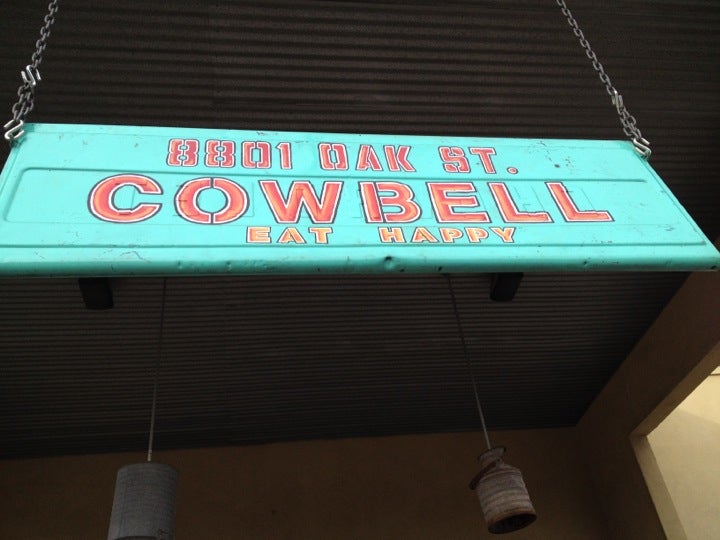 8801 OAK ST.
COWBELL
EAT HAPPY